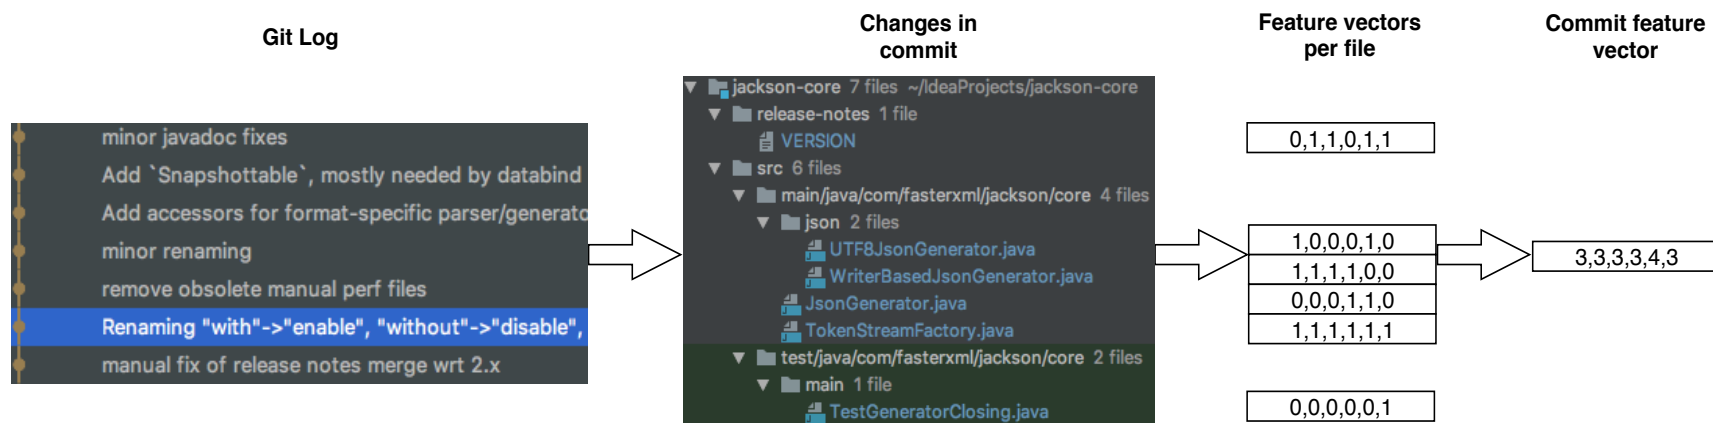 Git Log
Changes in
commit
Feature vectors
per file
Commit feature
vector
minor javadoc fixes
Add `Snapshottable`, mostly needed by databind
Add accessors for format-specific parser/generato
minor renaming
remove obsolete manual perf files
Renaming "with"->"enable", "without"->"disable",
manual fix of release notes merge wrt 2.x
jackson-core 7 files ~/IdeaProjects/jackson-core
release-notes 1 file
VERSION
src 6 files
main/java/com/fasterxml/jackson/core 4 files
json 2 files
UTF8JsonGenerator.java
WriterBasedJsonGenerator.java
JsonGenerator.java
TokenStreamFactory.java
test/java/com/fasterxml/jackson/core 2 files
main 1 file
TestGeneratorClosing.java
0,1,1,0,1,1
1,0,0,0,1,0
1,1,1,1,0,0
0,0,0,1,1,0
1,1,1,1,1,1
0,0,0,0,0,1
3,3,3,3,4,3